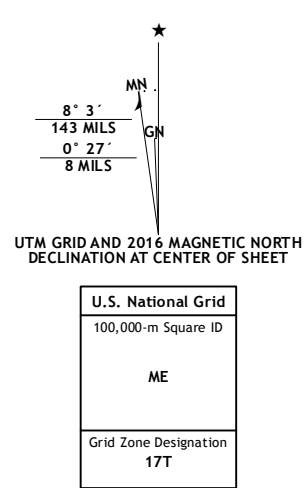 ★
MN
8° 3´
143 MILS
GN
0° 27´
8 MILS
UTM GRID AND 2016 MAGNETIC NORTH
DECLINATION AT CENTER OF SHEET
U.S. National Grid
100,000-m Square ID
ME
Grid Zone Designation
17T